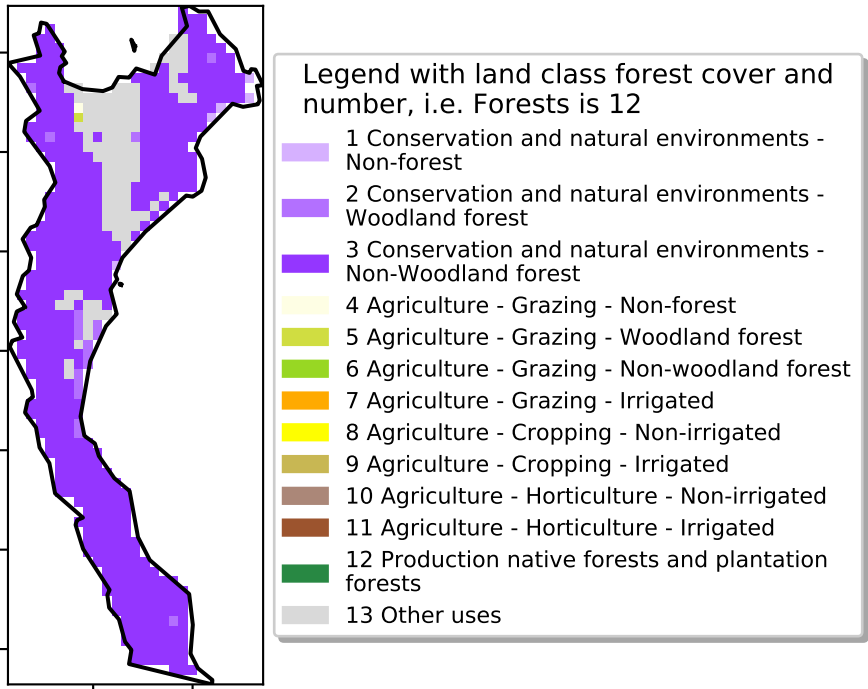 Legend with land class forest cover and
number, i.e. Forests is 12
1 Conservation and natural environments -
Non-forest
2 Conservation and natural environments -
Woodland forest
3 Conservation and natural environments -
Non-Woodland forest
4 Agriculture - Grazing - Non-forest
5 Agriculture - Grazing - Woodland forest
6 Agriculture - Grazing - Non-woodland forest
7 Agriculture - Grazing - Irrigated
8 Agriculture - Cropping - Non-irrigated
9 Agriculture - Cropping - Irrigated
10 Agriculture - Horticulture - Non-irrigated
11 Agriculture - Horticulture - Irrigated
12 Production native forests and plantation
forests
13 Other uses